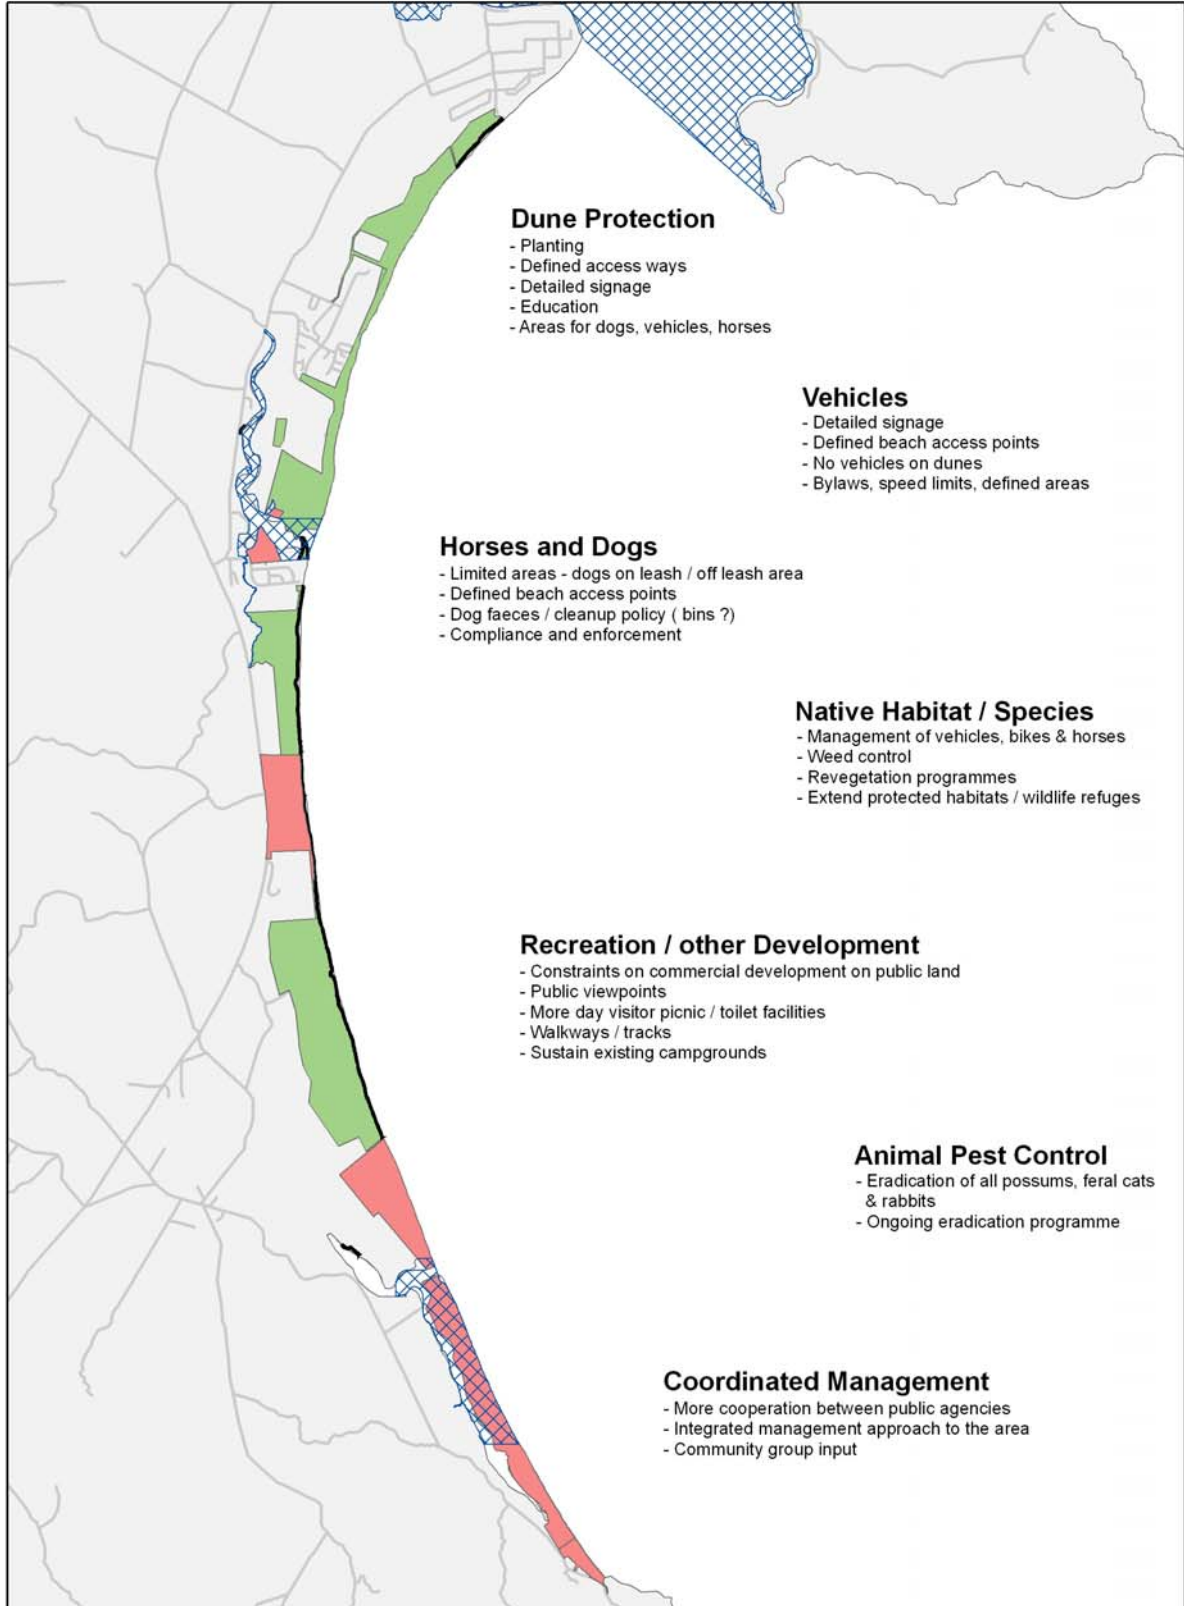 Dune Protection
- Planting
- Defined access ways
- Detailed signage
- Education
- Areas for dogs, vehicles, horses
Vehicles
- Detailed signage
- Defined beach access points
- No vehicles on dunes
- Bylaws, speed limits, defined areas
Horses and Dogs
- Limited areas - dogs on leash / off leash area
- Defined beach access points
- Dog faeces / cleanup policy ( bins ?)
- Compliance and enforcement
Native Habitat / Species
- Management of vehicles, bikes & horses
- Weed control
- Revegetation programmes
- Extend protected habitats / wildlife refuges
Recreation / other Development
- Constraints on commercial development on public land
- Public viewpoints
- More day visitor picnic / toilet facilities
- Walkways / tracks
- Sustain existing campgrounds
Animal Pest Control
- Eradication of all possums, feral cats
& rabbits
- Ongoing eradication programme
Coordinated Management
- More cooperation between public agencies
- Integrated management approach to the area
- Community group input